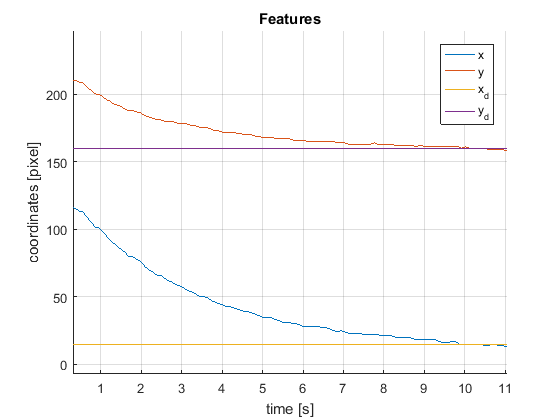 Features
x
y
x_d
y_d
200
150
100
50
0
coordinates [pixel]
1 2 3 4 5 6 7 8 9 10 11
time [s]